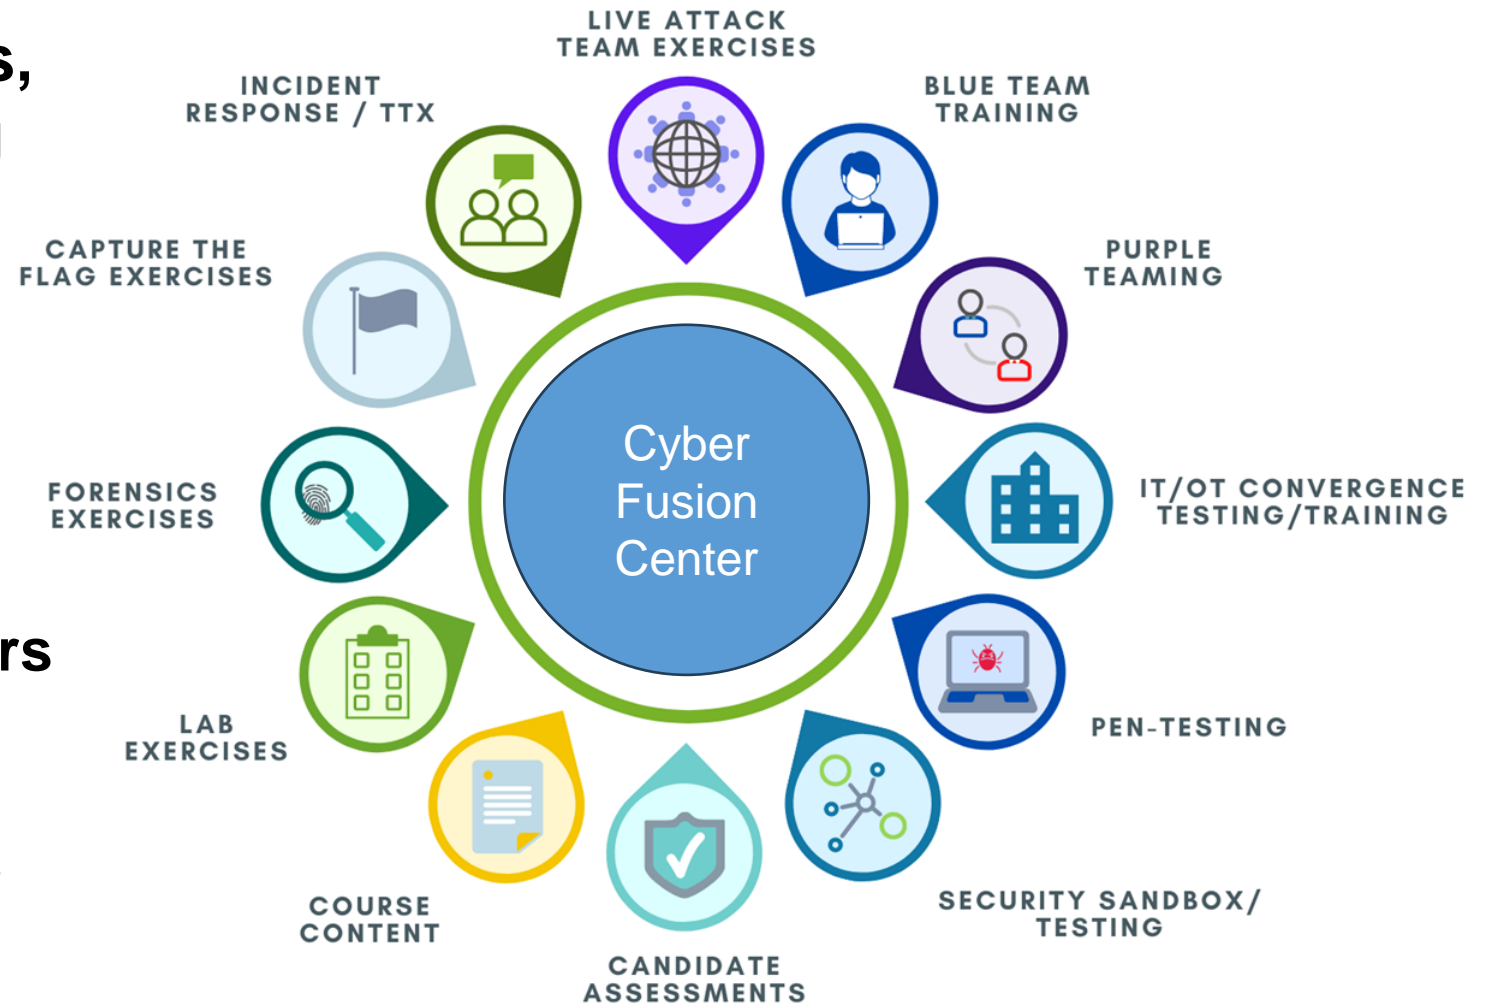 LIVE ATTACK
TEAM EXERCISES
BLUE TEAM
TRAINING
PURPLE
TEAMING
IT/OT CONVERGENCE
TESTING/TRAINING
PEN-TESTING
SECURITY SANDBOX/
TESTING
CANDIDATE
ASSESSMENTS
COURSE
CONTENT
LAB
EXERCISES
FORENSICS
EXERCISES
CAPTURE THE
FLAG EXERCISES
INCIDENT
RESPONSE / TTX
Cyber
Fusion
Center
s,
rs